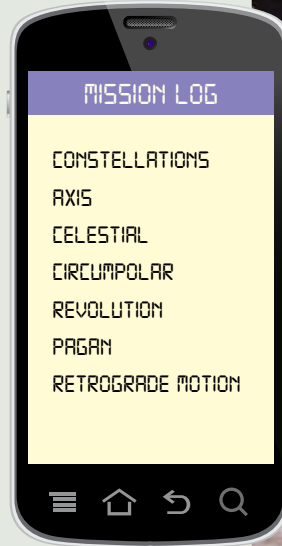 MISSION LOG
CONSTELLATIONS
AXIS
CELESTIAL
CIRCUMPOLAR
REVOLUTION
PAGAN
RETROGRADE MOTION